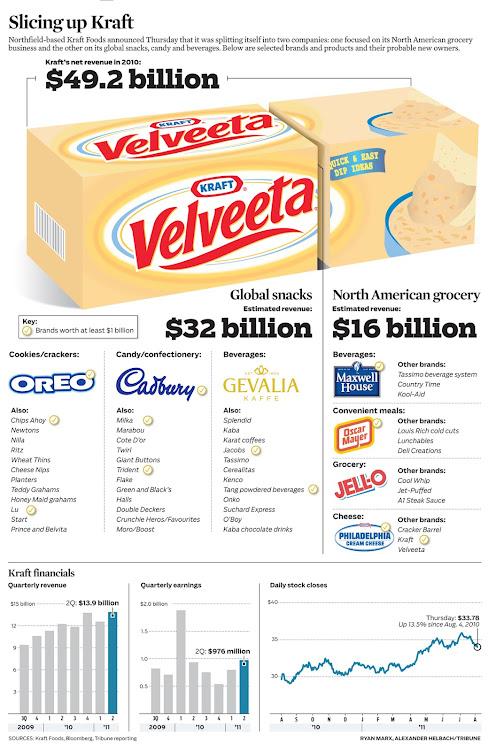 Slicing up Kraft
Northfield-based Kraft Foods announced Thursday that it was splitting itself into two companies: one focused on its North American grocery
business and the other on its global snacks, candy and beverages. Below are selected brands and products and their probable new owners.
Kraft's net revenue in 2010:
$49.2 billion
KRAFT
Velveeta
QUICK & EASY
DIP IDEAS
KRAFT
Velveeta
Global snacks
Estimated revenue:
$32 billion
North American grocery
Estimated revenue:
$16 billion
Key:
Brands worth at least $1 billion
Cookies/crackers:
OREO
Also:
Chips Ahoy
Newtons
Nilla
Ritz
Wheat Thins
Cheese Nips
Planters
Teddy Grahams
Honey Maid grahams
Lu
Start
Prince and Belvita
Candy/confectionery:
Cadbury
Also:
Milka
Marabou
Cote D'or
Twirl
Giant Buttons
Trident
Flake
Green and Black's
Halls
Double Deckers
Crunchie Heros/Favourites
Moro/Boost
Beverages:
GEVALIA
KAFFE
Also:
Splendid
Kaba
Karat coffees
Jacobs
Tassimo
Cerealitas
Kenco
Tang powdered beverages
Onko
Suchard Express
O'Boy
Kaba chocolate drinks
Beverages:
MAXWELL
HOUSE
Other brands:
Tassimo beverage system
Country Time
Kool-Aid
Convenient meals:
Oscar
Mayer
Other brands:
Louis Rich cold cuts
Lunchables
Deli Creations
Grocery:
JELL-O
Other brands:
Cool Whip
Jet-Puffed
A1 Steak Sauce
Cheese:
PHILADELPHIA
CREAM CHEESE
Other brands:
Cracker Barrel
Kraft
Velveeta
Kraft financials
Quarterly revenue
$15 billion
2Q: $13.9 billion
12
9
6
3
3Q 4 1 2 3 4 1 2
2009 '10 '11
Quarterly earnings
$2.0 billion
2Q: $976 million
1.5
1.0
0.5
3Q 4 1 2 3 4 1 2
2009 '10 '11
Daily stock closes
$40
Thursday: $33.78
Up 13.5% since Aug. 4, 2010
35
30
A S O N D J F M A M J J A
'10 '11
SOURCES: Kraft Foods, Bloomberg, Tribune reporting
RYAN MARX, ALEXANDER HELBACH/TRIBUNE